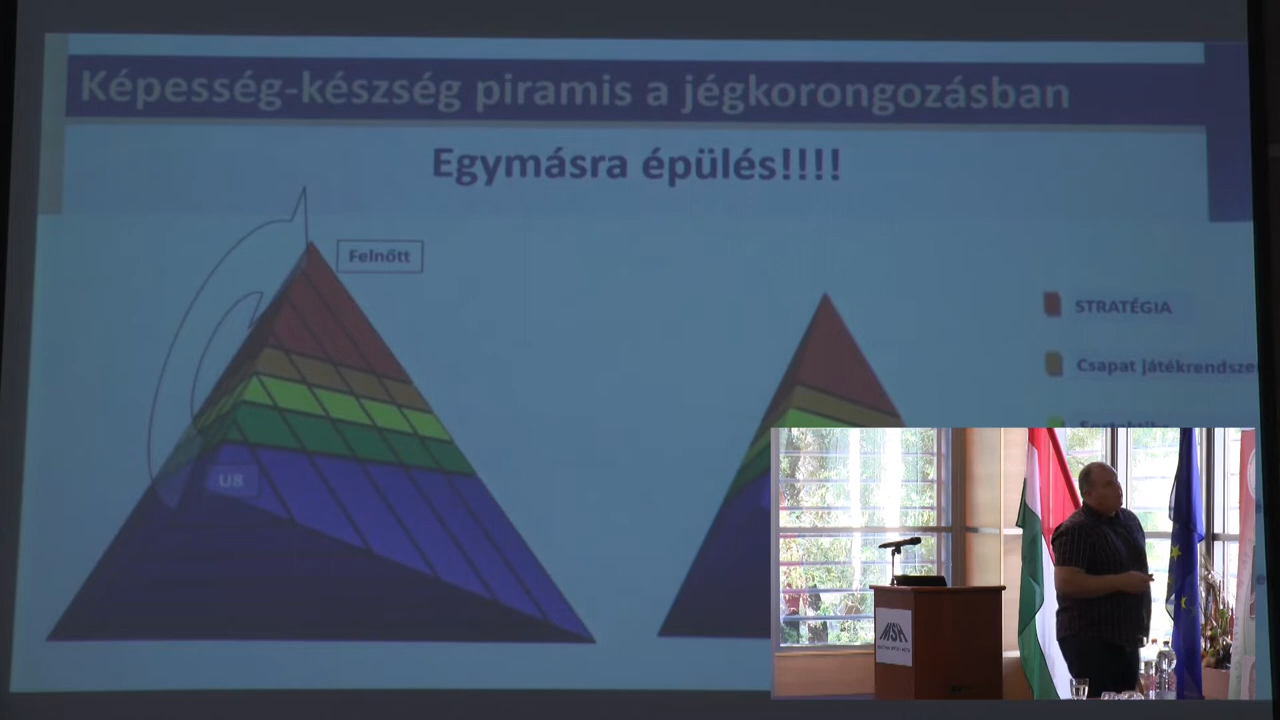 Képesség-készség piramis a jégkorongozásban
Egymásra épülés!!!!
Felnőtt
U8
STRATÉGIA
Csapat játékrendsze
MSH